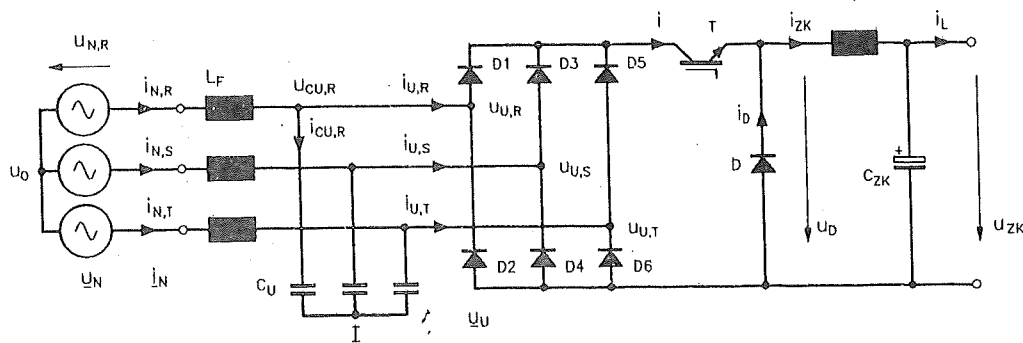 i T i_ZK i_L
u_N,R
D1 D3 D5
i_N,R L_F u_CU,R i_U,R u_U,R
i_CU,R i_D
u_0 i_N,S i_U,S u_U,S D C_ZK +
i_N,T i_U,T u_U,T u_D u_ZK
D2 D4 D6
u_N i_N C_U u_U
I